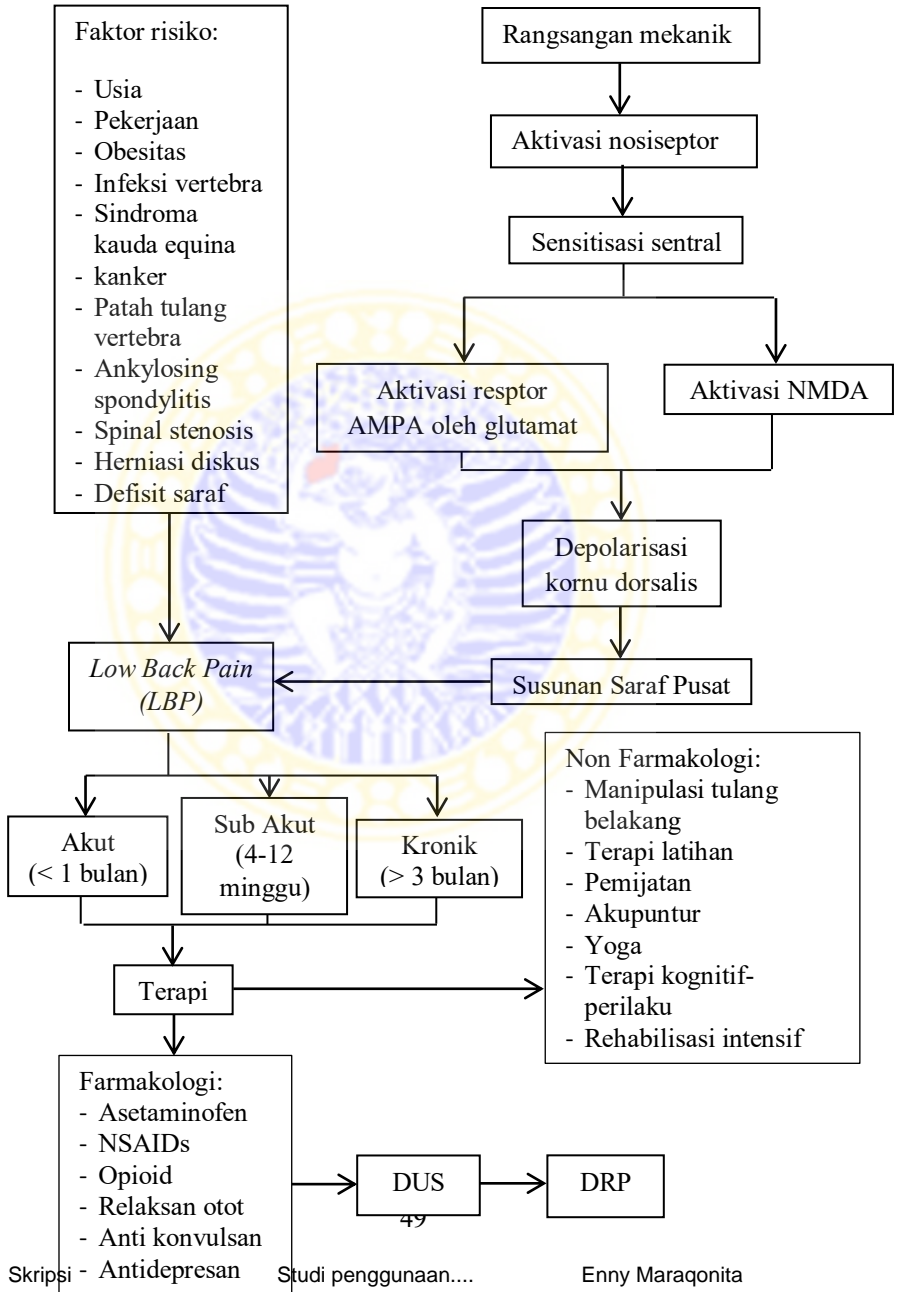 Faktor risiko:
- Usia
- Pekerjaan
- Obesitas
- Infeksi vertebra
- Sindroma
kauda equina
- kanker
- Patah tulang
vertebra
- Ankylosing
spondylitis
- Spinal stenosis
- Herniasi diskus
- Defisit saraf
Rangsangan mekanik
Aktivasi nosiseptor
Sensitisasi sentral
Aktivasi resptor
AMPA oleh glutamat
Aktivasi NMDA
Depolarisasi
kornu dorsalis
Susunan Saraf Pusat
Low Back Pain
(LBP)
Akut
(< 1 bulan)
Sub Akut
(4-12
minggu)
Kronik
(> 3 bulan)
Terapi
Non Farmakologi:
- Manipulasi tulang
belakang
- Terapi latihan
- Pemijatan
- Akupuntur
- Yoga
- Terapi kognitif-
perilaku
- Rehabilisasi intensif
Farmakologi:
- Asetaminofen
- NSAIDs
- Opioid
- Relaksan otot
- Anti konvulsan
- Antidepresan
DUS
DRP
49
Skripsi
Studi penggunaan....
Enny Maraqonita